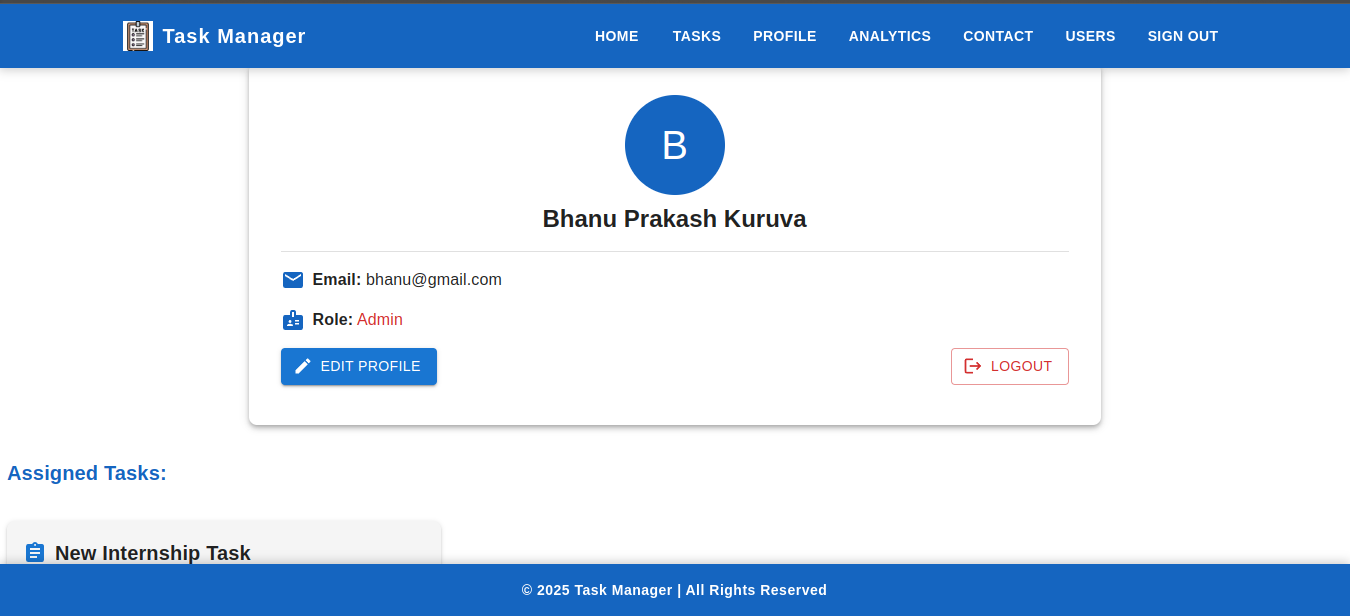 Task Manager
HOME TASKS PROFILE ANALYTICS CONTACT USERS SIGN OUT
B
Bhanu Prakash Kuruva
Email: bhanu@gmail.com
Role: Admin
EDIT PROFILE
LOGOUT
Assigned Tasks:
New Internship Task
© 2025 Task Manager | All Rights Reserved